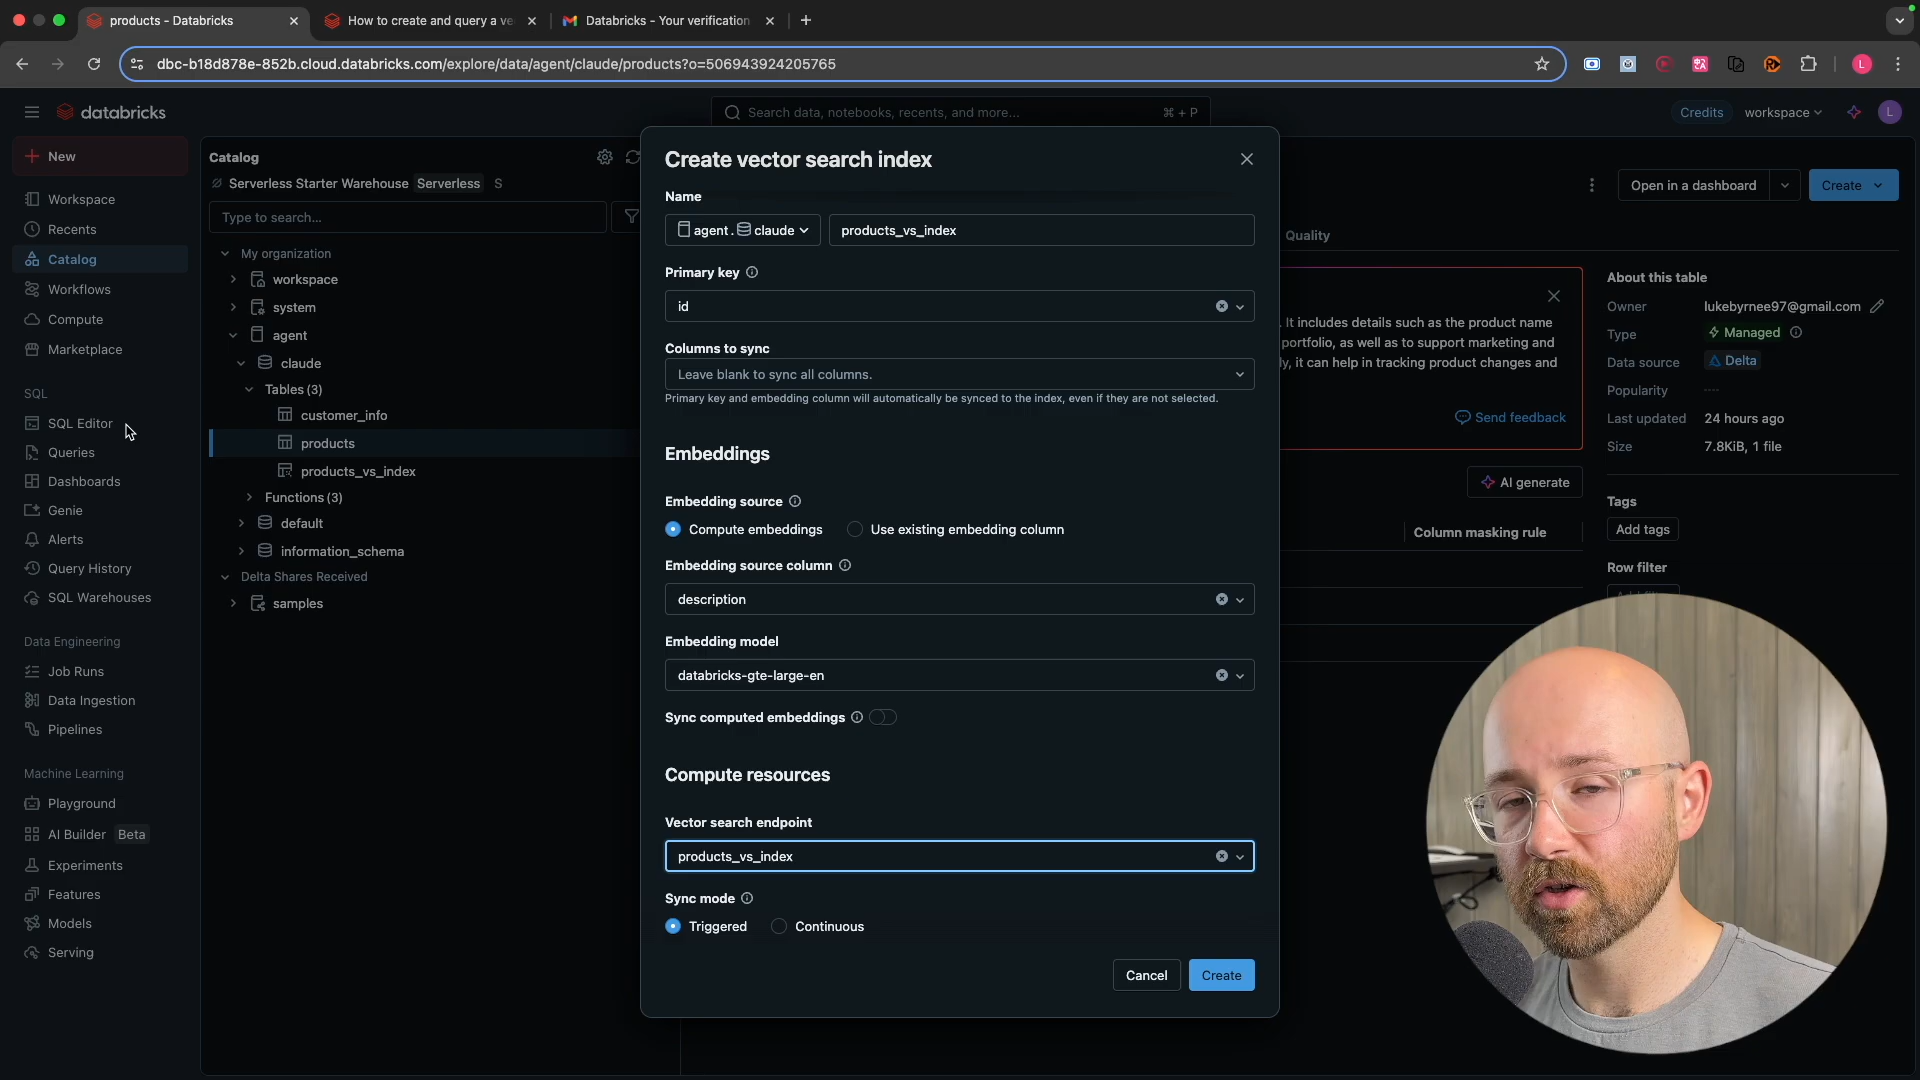 products - Databricks
How to create and query a ve
Databricks - Your verification
dbc-b18d878e-852b.cloud.databricks.com/explore/data/agent/claude/products?o=506943924205765
L
databricks
Search data, notebooks, recents, and more...
⌘ + P
Credits
workspace
L
New
Workspace
Recents
Catalog
Workflows
Compute
Marketplace
SQL
SQL Editor
Queries
Dashboards
Genie
Alerts
Query History
SQL Warehouses
Data Engineering
Job Runs
Data Ingestion
Pipelines
Machine Learning
Playground
AI Builder Beta
Experiments
Features
Models
Serving
Catalog
Serverless Starter Warehouse Serverless S
Type to search...
My organization
workspace
system
agent
claude
Tables (3)
customer_info
products
products_vs_index
Functions (3)
default
information_schema
Delta Shares Received
samples
Create vector search index
Name
agent . claude
products_vs_index
Primary key
id
Columns to sync
Leave blank to sync all columns.
Primary key and embedding column will automatically be synced to the index, even if they are not selected.
Embeddings
Embedding source
Compute embeddings
Use existing embedding column
Embedding source column
description
Embedding model
databricks-gte-large-en
Sync computed embeddings
Compute resources
Vector search endpoint
products_vs_index
Sync mode
Triggered
Continuous
Cancel
Create
Open in a dashboard
Create
Quality
It includes details such as the product name
portfolio, as well as to support marketing and
it can help in tracking product changes and
Send feedback
AI generate
Column masking rule
About this table
Owner lukebyrnee97@gmail.com
Type Managed
Data source Delta
Popularity
Last updated 24 hours ago
Size 7.8KiB, 1 file
Tags
Add tags
Row filter